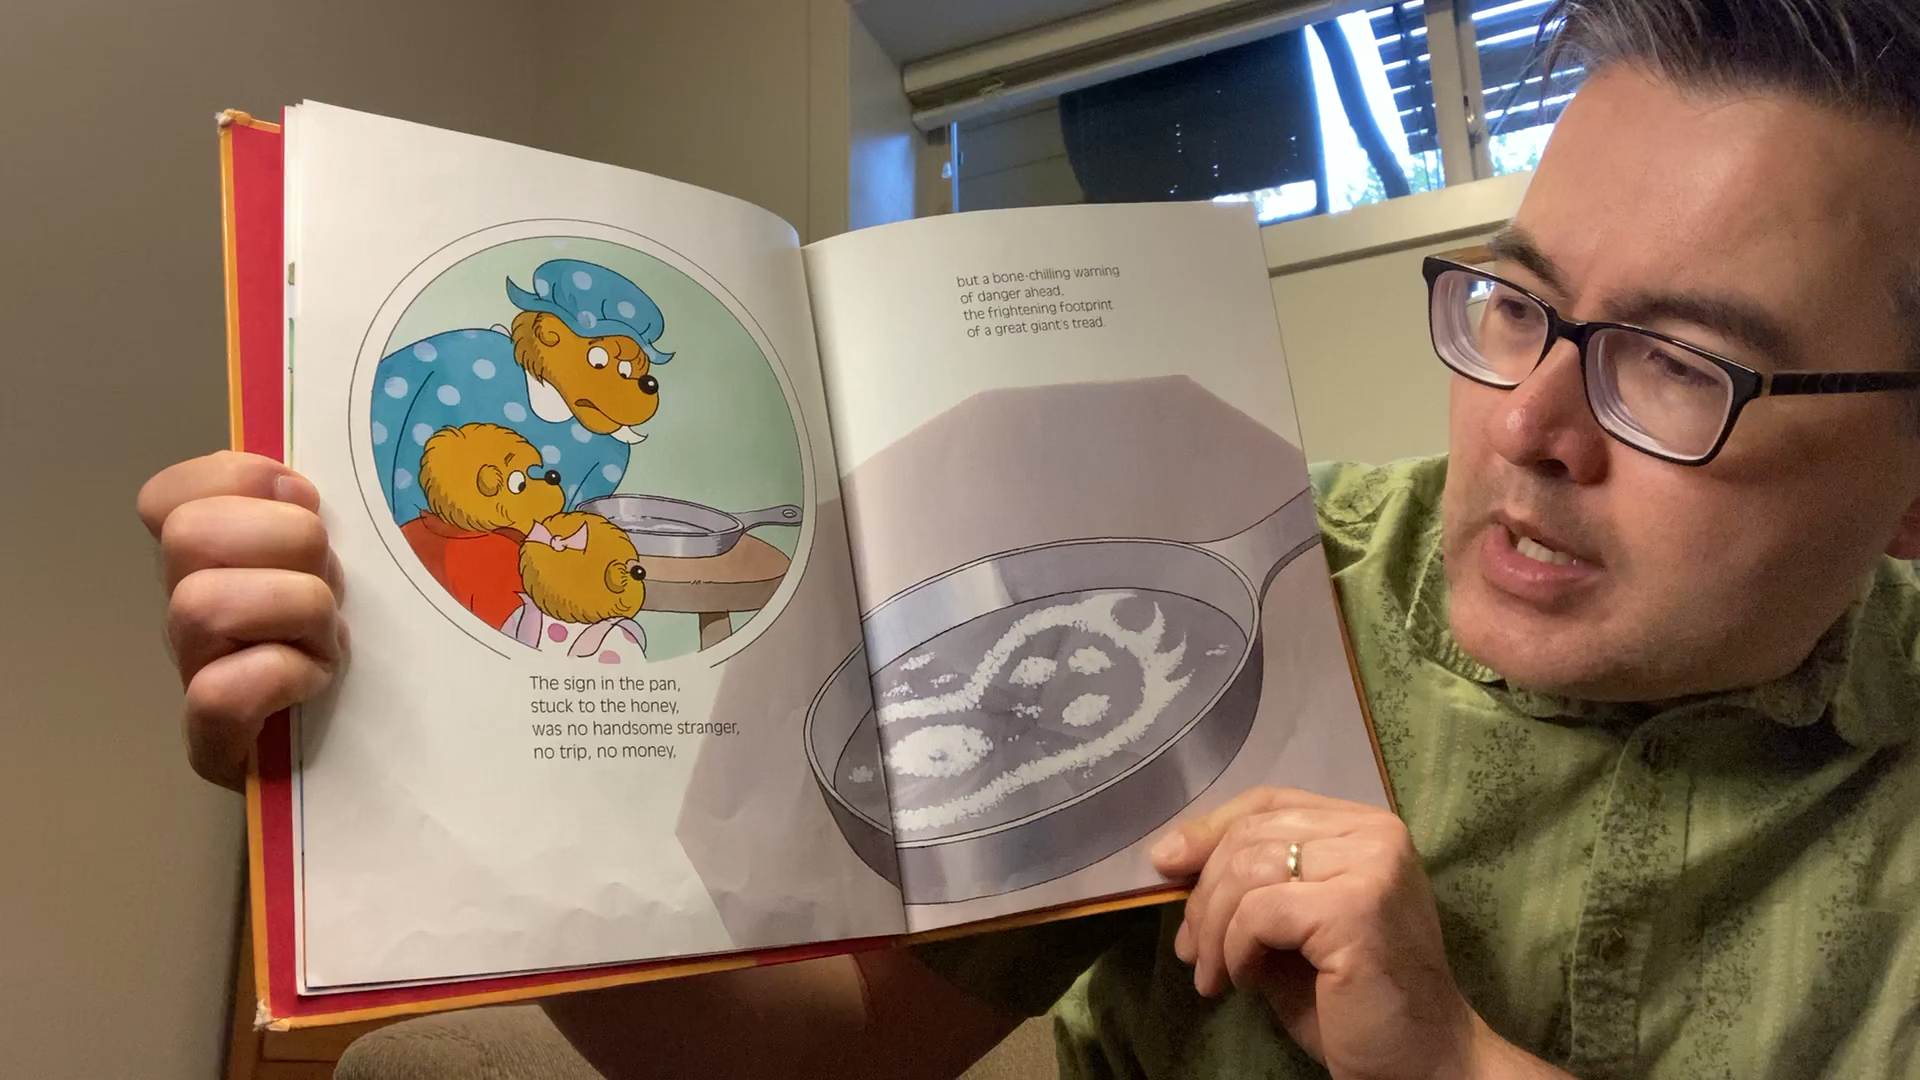 The sign in the pan,
stuck to the honey,
was no handsome stranger,
no trip, no money,
but a bone-chilling warning
of danger ahead,
the frightening footprint
of a great giant's tread.